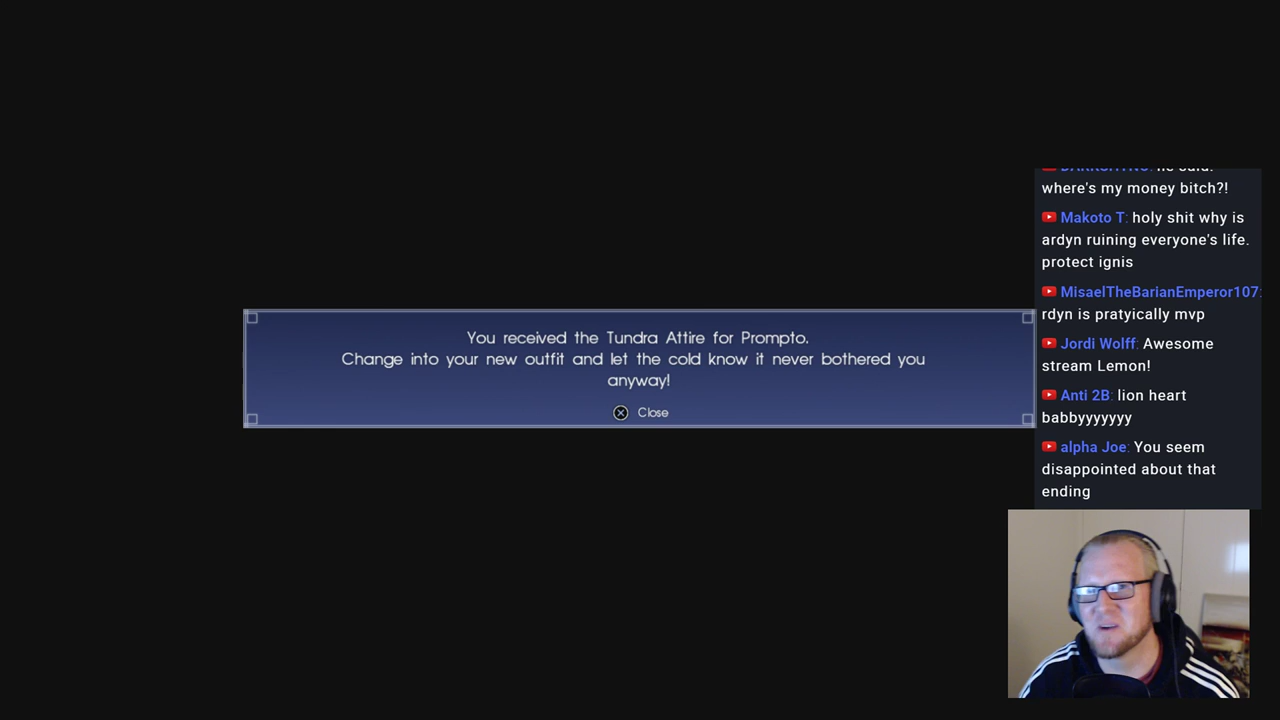 You received the Tundra Attire for Prompto.
Change into your new outfit and let the cold know it never bothered you
anyway!
Close
where's my money bitch?!
Makoto T: holy shit why is
ardyn ruining everyone's life.
protect ignis
MisaelTheBarianEmperor107:
rdyn is pratyically mvp
Jordi Wolff: Awesome
stream Lemon!
Anti 2B: lion heart
babbyyyyyy
alpha Joe: You seem
disappointed about that
ending